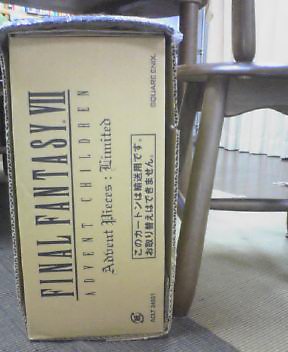 FINAL FANTASY VII
ADVENT CHILDREN
Advent Pieces: Limited
このカートンは輸送用です。
お取り替えはできません。
©SQUARE ENIX